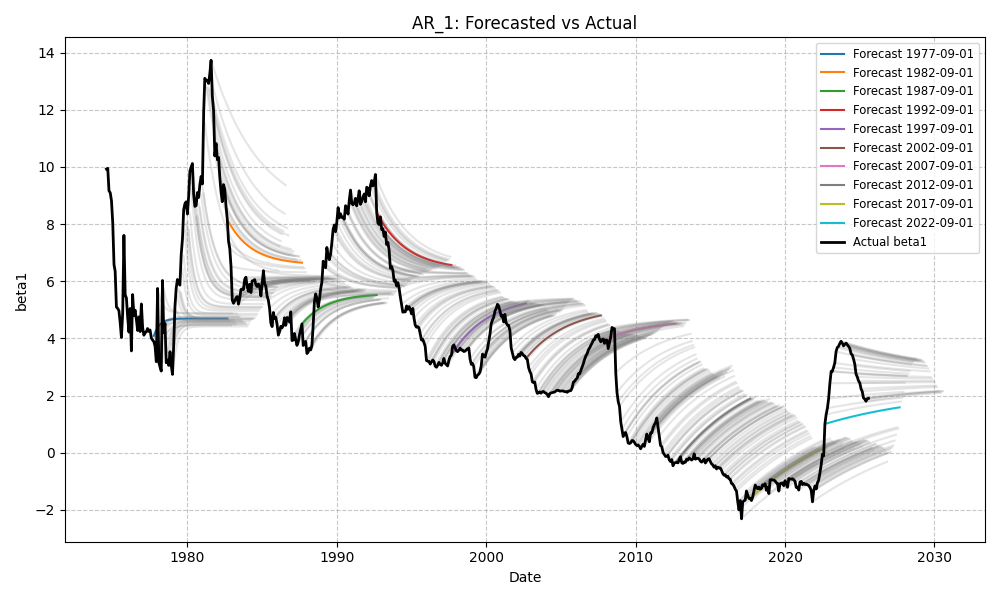 AR_1: Forecasted vs Actual
14
12
10
8
6
4
2
0
−2
beta1
Forecast 1977-09-01
Forecast 1982-09-01
Forecast 1987-09-01
Forecast 1992-09-01
Forecast 1997-09-01
Forecast 2002-09-01
Forecast 2007-09-01
Forecast 2012-09-01
Forecast 2017-09-01
Forecast 2022-09-01
Actual beta1
1980
1990
2000
2010
2020
2030
Date